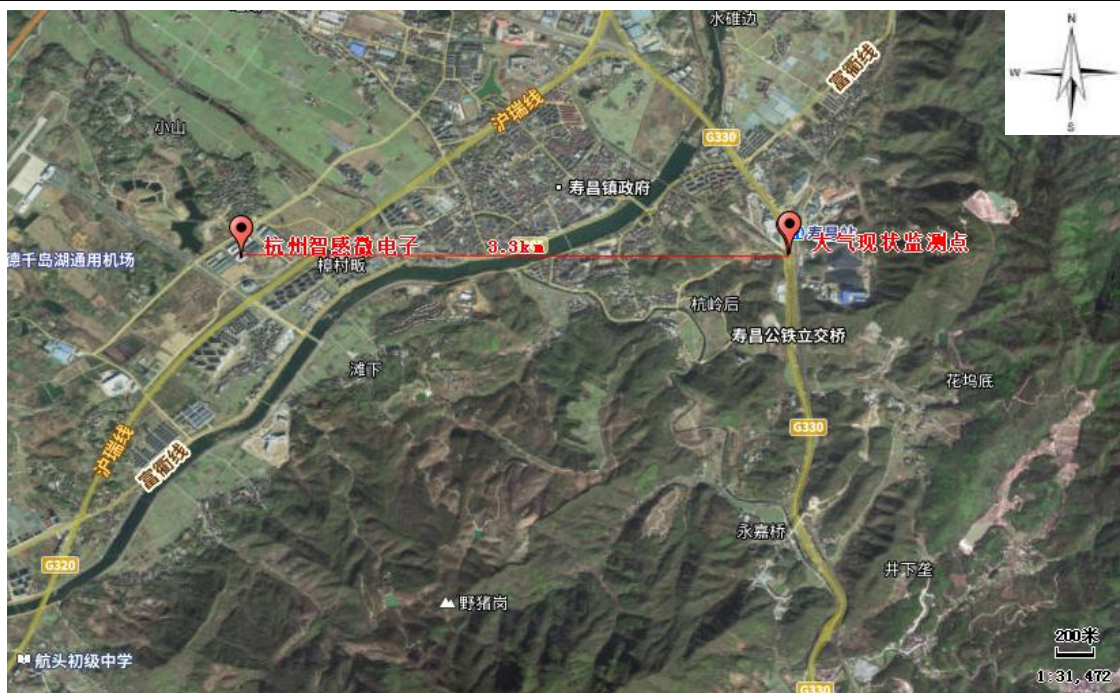 水碓边
N
W
S
富衢线
沪瑞线
小山
G330
寿昌镇政府
杭州智感微电子
3.3km
寿昌站
大气现状监测点
德千岛湖通用机场
樟村畈
杭岭后
寿昌公铁立交桥
滩下
花坞底
G330
沪瑞线
富衢线
永嘉桥
G320
井下垄
野猪岗
200米
航头初级中学
1:31,472
G330